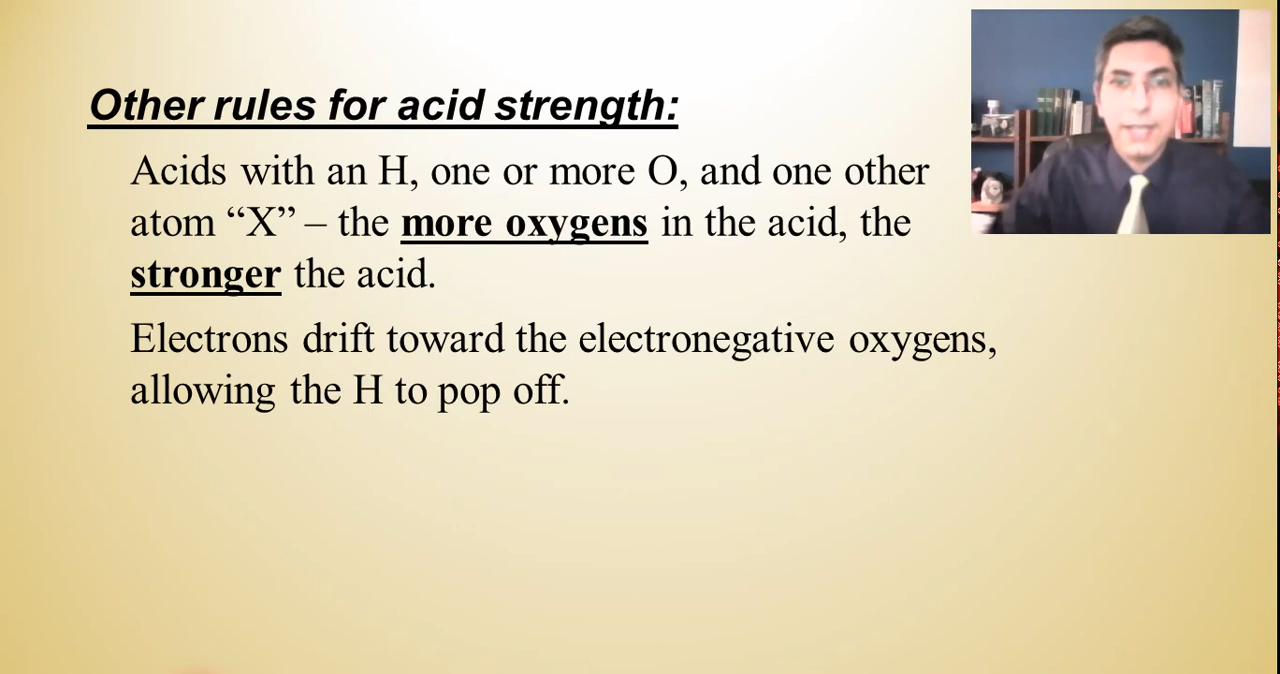 Other rules for acid strength:
Acids with an H, one or more O, and one other
atom “X” – the more oxygens in the acid, the
stronger the acid.
Electrons drift toward the electronegative oxygens,
allowing the H to pop off.